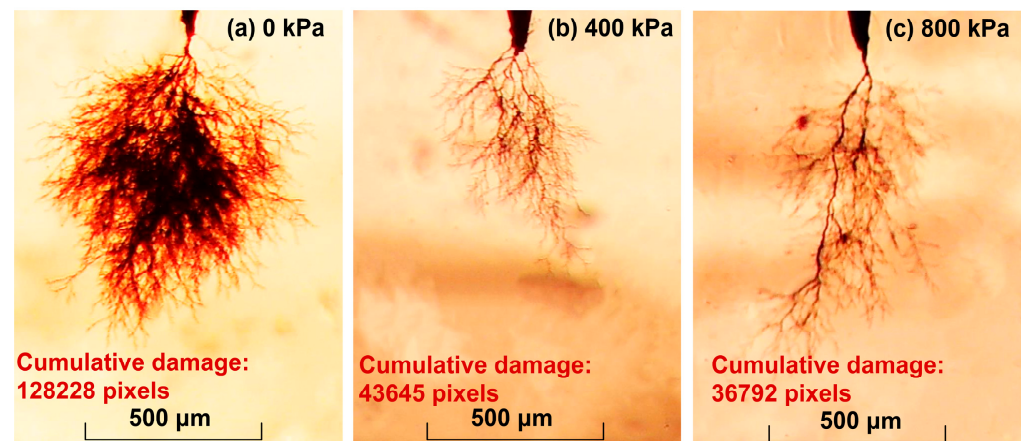 (a) 0 kPa
Cumulative damage:
128228 pixels
500 µm
(b) 400 kPa
Cumulative damage:
43645 pixels
500 µm
(c) 800 kPa
Cumulative damage:
36792 pixels
500 µm